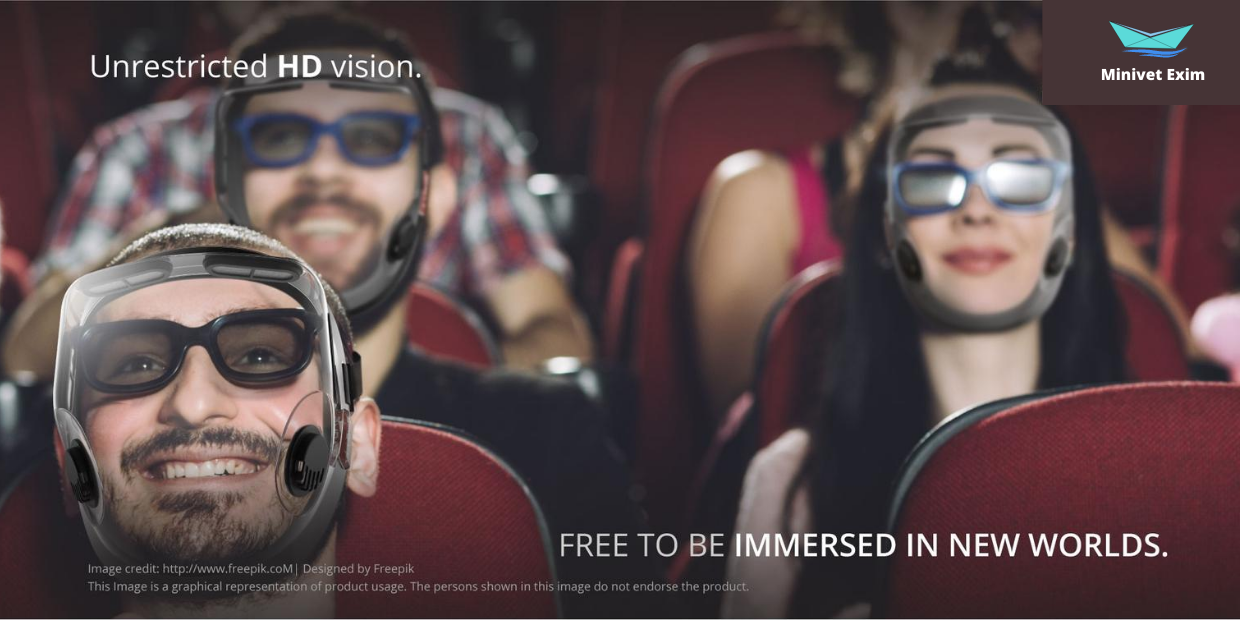 Unrestricted HD vision.
Minivet Exim
FREE TO BE IMMERSED IN NEW WORLDS.
Image credit: http://www.freepik.coM| Designed by Freepik
This Image is a graphical representation of product usage. The persons shown in this image do not endorse the product.